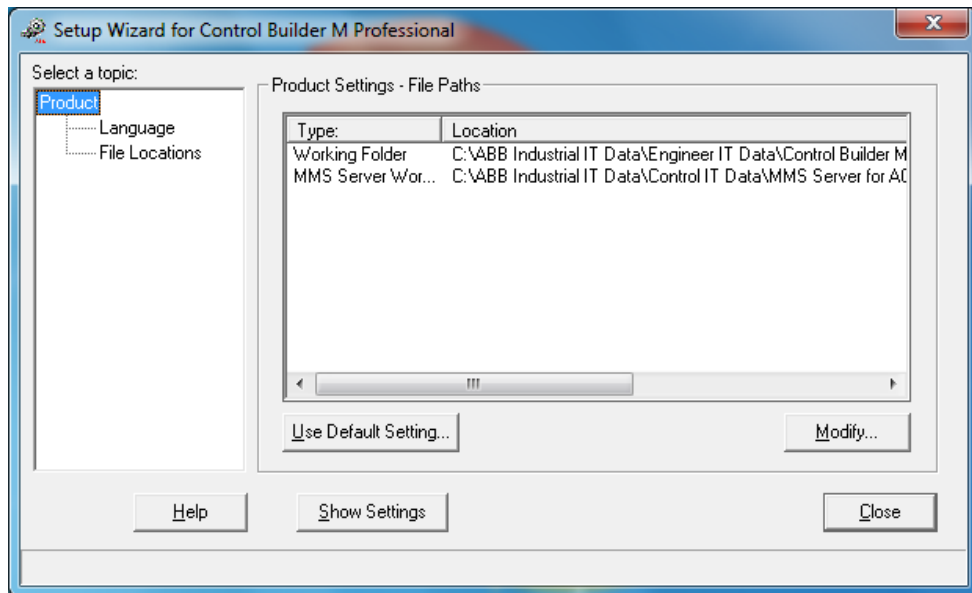 Setup Wizard for Control Builder M Professional
Select a topic:
Product
Language
File Locations
Product Settings - File Paths
Type: Location
Working Folder C:\ABB Industrial IT Data\Engineer IT Data\Control Builder M
MMS Server Wor... C:\ABB Industrial IT Data\Control IT Data\MMS Server for AC
Use Default Setting...
Modify...
Help
Show Settings
Close